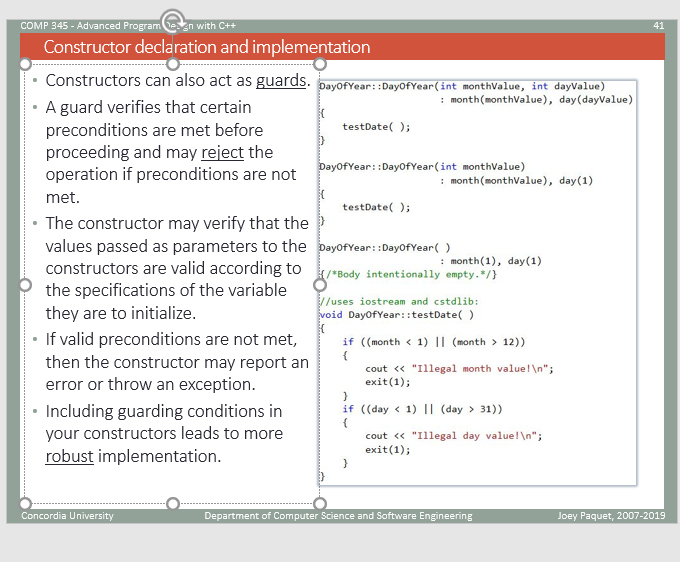 COMP 345 - Advanced Program Design with C++
41
Constructor declaration and implementation
• Constructors can also act as guards.
• A guard verifies that certain
preconditions are met before
proceeding and may reject the
operation if preconditions are not
met.
• The constructor may verify that the
values passed as parameters to the
constructors are valid according to
the specifications of the variable
they are to initialize.
• If valid preconditions are not met,
then the constructor may report an
error or throw an exception.
• Including guarding conditions in
your constructors leads to more
robust implementation.
DayOfYear::DayOfYear(int monthValue, int dayValue)
: month(monthValue), day(dayValue)
{
testDate( );
}
DayOfYear::DayOfYear(int monthValue)
: month(monthValue), day(1)
{
testDate( );
}
DayOfYear::DayOfYear( )
: month(1), day(1)
{/*Body intentionally empty.*/}
//uses iostream and cstdlib:
void DayOfYear::testDate( )
{
if ((month < 1) || (month > 12))
{
cout << "Illegal month value!\n";
exit(1);
}
if ((day < 1) || (day > 31))
{
cout << "Illegal day value!\n";
exit(1);
}
}
Concordia University
Department of Computer Science and Software Engineering
Joey Paquet, 2007-2019